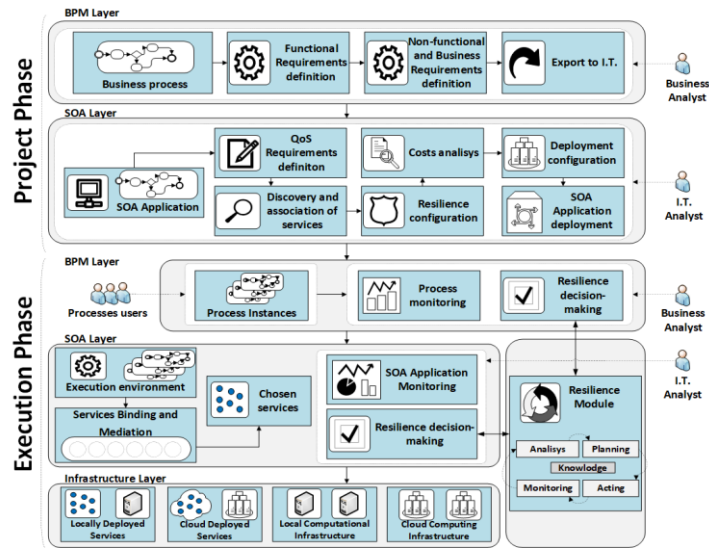 Project Phase
BPM Layer
Business process
Functional
Requirements
definition
Non-functional
and Business
Requirements
definition
Export to I.T.
Business
Analyst
SOA Layer
SOA Application
QoS
Requirements
definiton
Discovery and
association of
services
Costs analisys
Resilience
configuration
Deployment
configuration
SOA
Application
deployment
I.T.
Analyst
Execution Phase
BPM Layer
Processes users
Process Instances
Process
monitoring
Resilience
decision-
making
Business
Analyst
SOA Layer
Execution environment
Services Binding and
Mediation
Chosen
services
SOA Application
Monitoring
Resilience decision-
making
I.T.
Analyst
Resilience
Module
Analisys
Planning
Knowledge
Monitoring
Acting
Infrastructure Layer
Locally Deployed
Services
Cloud Deployed
Services
Local Computational
Infrastructure
Cloud Computing
Infrastructure